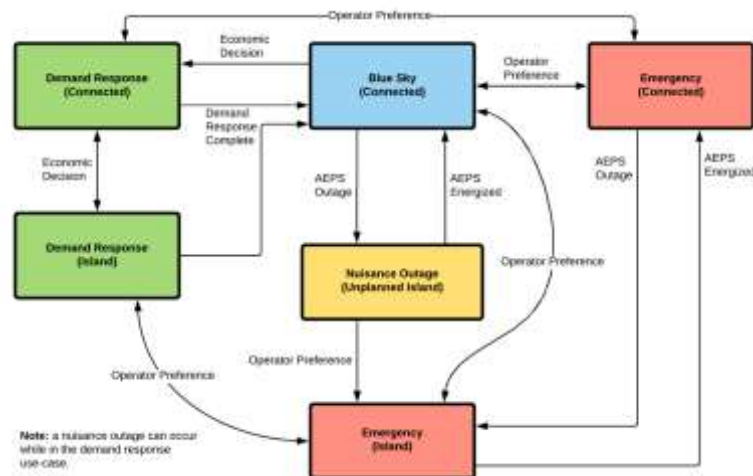 Operator Preference
Economic
Decision
Demand Response
(Connected)
Blue Sky
(Connected)
Operator
Preference
Emergency
(Connected)
Demand
Response
Complete
Economic
Decision
AEPS
Outage
AEPS
Energized
AEPS
Outage
AEPS
Energized
Demand Response
(Island)
Nuisance Outage
(Unplanned Island)
Operator Preference
Operator Preference
Operator Preference
Emergency
(Island)
Note: a nuisance outage can occur
while in the demand response
use-case.